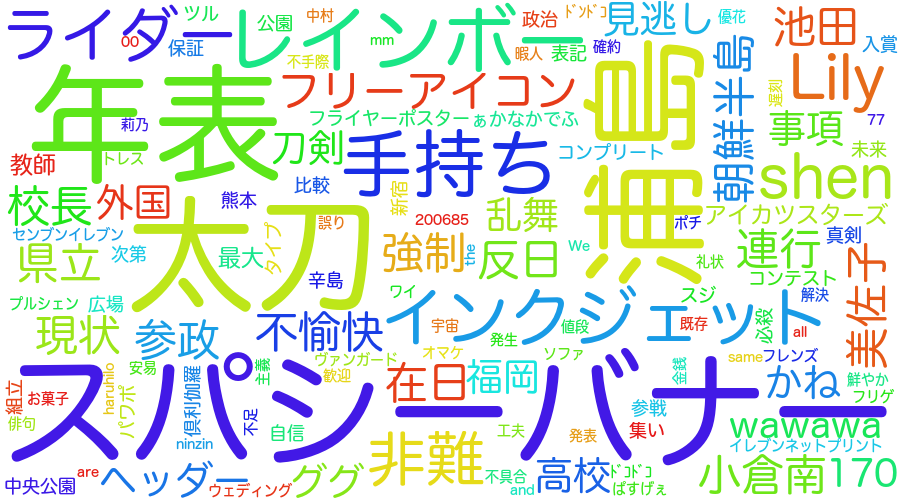 ライダー
00
ツル
保証
レインボー
公園
中村
mm
不手際
ﾄﾞﾝﾄﾞｺ
政治
暇人
表記
見逃し
確約
優花
朝鮮半島
池田
入賞
Lily
遅刻
77
年表
莉乃
トレス
フリーアイコン
フライヤーポスター
ぁかなかでふ
刀剣
手持ち
浦島
コンプリート
事項
未来
shen
教師
校長
外国
熊本
比較
新宿
200685
誤り
乱舞
ポチ
アイカツスターズ
センブンイレブン
県立
次第
太刀
最大
タイプ
辛島
強制
the
反日
We
礼状
連行
真剣
コンテスト
美佐子
プルシェン
広場
ワイ
インクジェット
スジ
解決
現状
参政
不愉快
宇宙
発生
値段
既存
必殺
all
安易
主義
ヴァンガード
オマケ
ソファ
金銭
same
フレンズ
スパシーバナー
組立
お菓子
俳句
haruhilo
パワポ
倶利伽羅
不足
歓迎
在日
福岡
かね
鮮やか
フリゲ
参戦
wawawa
ninzin
自信
非難
工夫
発表
集い
イレブンネットプリント
中央公園
are
ヘッダー
ウェディング
ググ
不具合
and
高校
ﾄﾞｺﾄﾞｺ
ぱすげぇ
小倉南
170